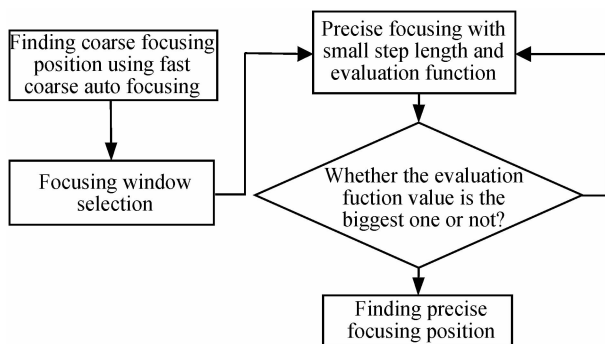 Finding coarse focusing
position using fast
coarse auto focusing
Focusing window
selection
Precise focusing with
small step length and
evaluation function
Whether the evaluation
fuction value is the
biggest one or not?
Finding precise
focusing position